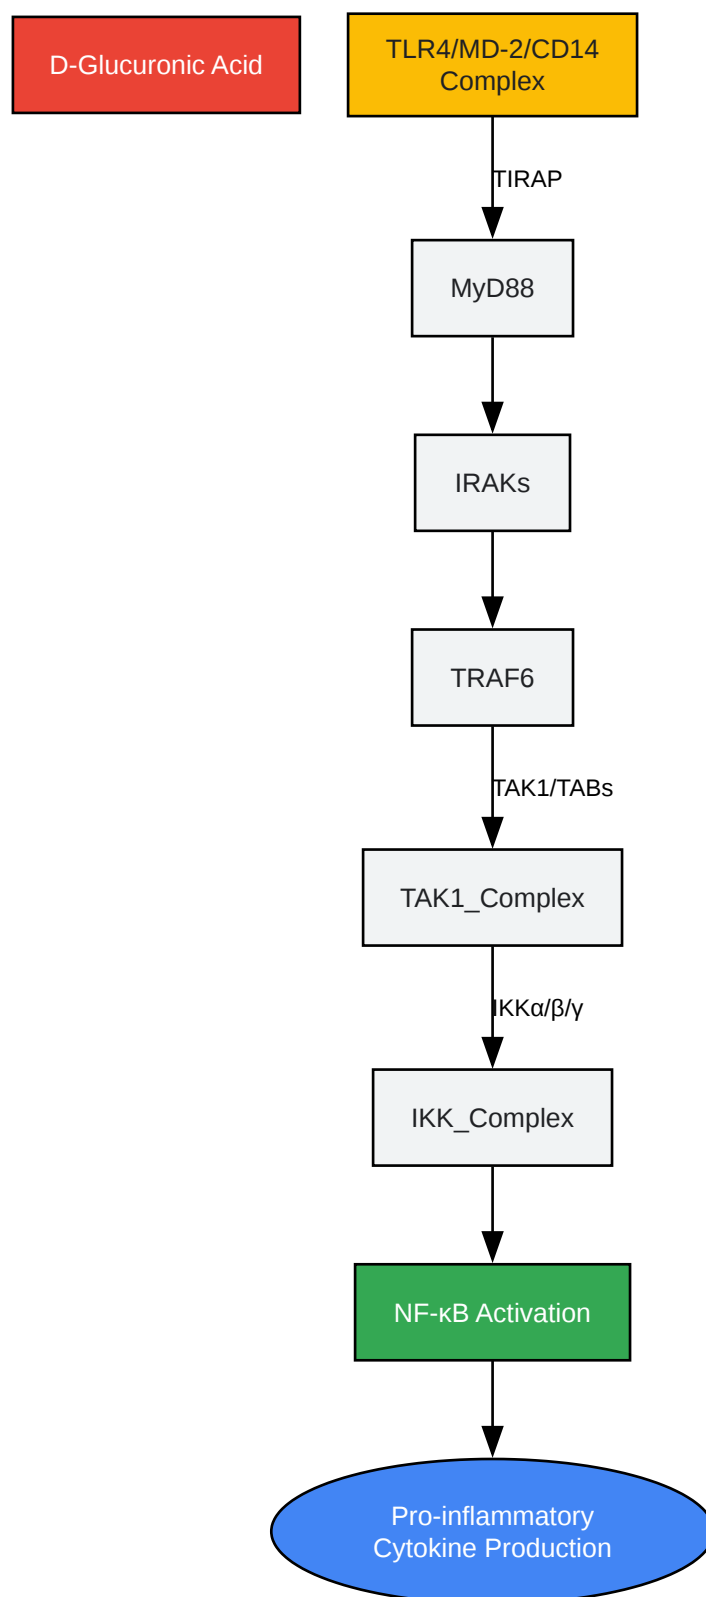 D-Glucuronic Acid
TLR4/MD-2/CD14
Complex
TIRAP
MyD88
IRAKs
TRAF6
TAK1/TABs
TAK1_Complex
IKKα/β/γ
IKK_Complex
NF-κB Activation
Pro-inflammatory
Cytokine Production